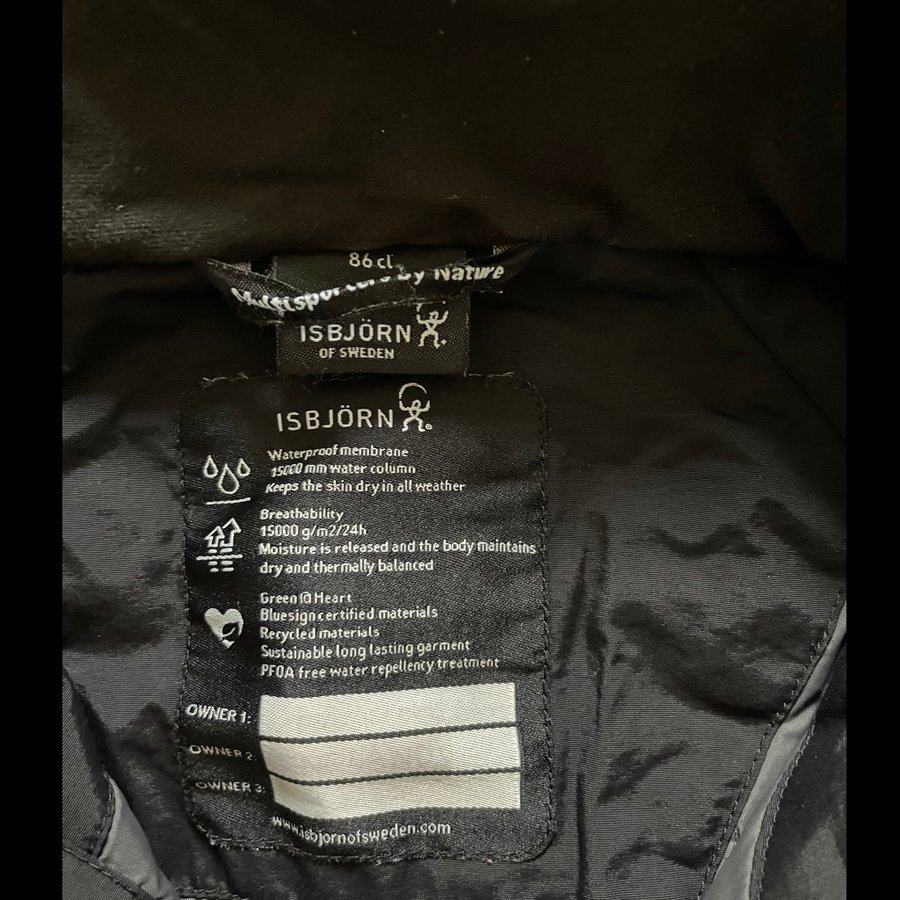 86 cl
Multisporters by Nature
ISBJÖRN
OF SWEDEN
ISBJÖRN
Waterproof membrane
15000 mm water column
Keeps the skin dry in all weather
Breathability
15000 g/m2/24h
Moisture is released and the body maintains
dry and thermally balanced
Green @ Heart
Bluesign certified materials
Recycled materials
Sustainable long lasting garment
PFOA free water repellency treatment
OWNER 1:
OWNER 2:
OWNER 3:
www.isbjornofsweden.com